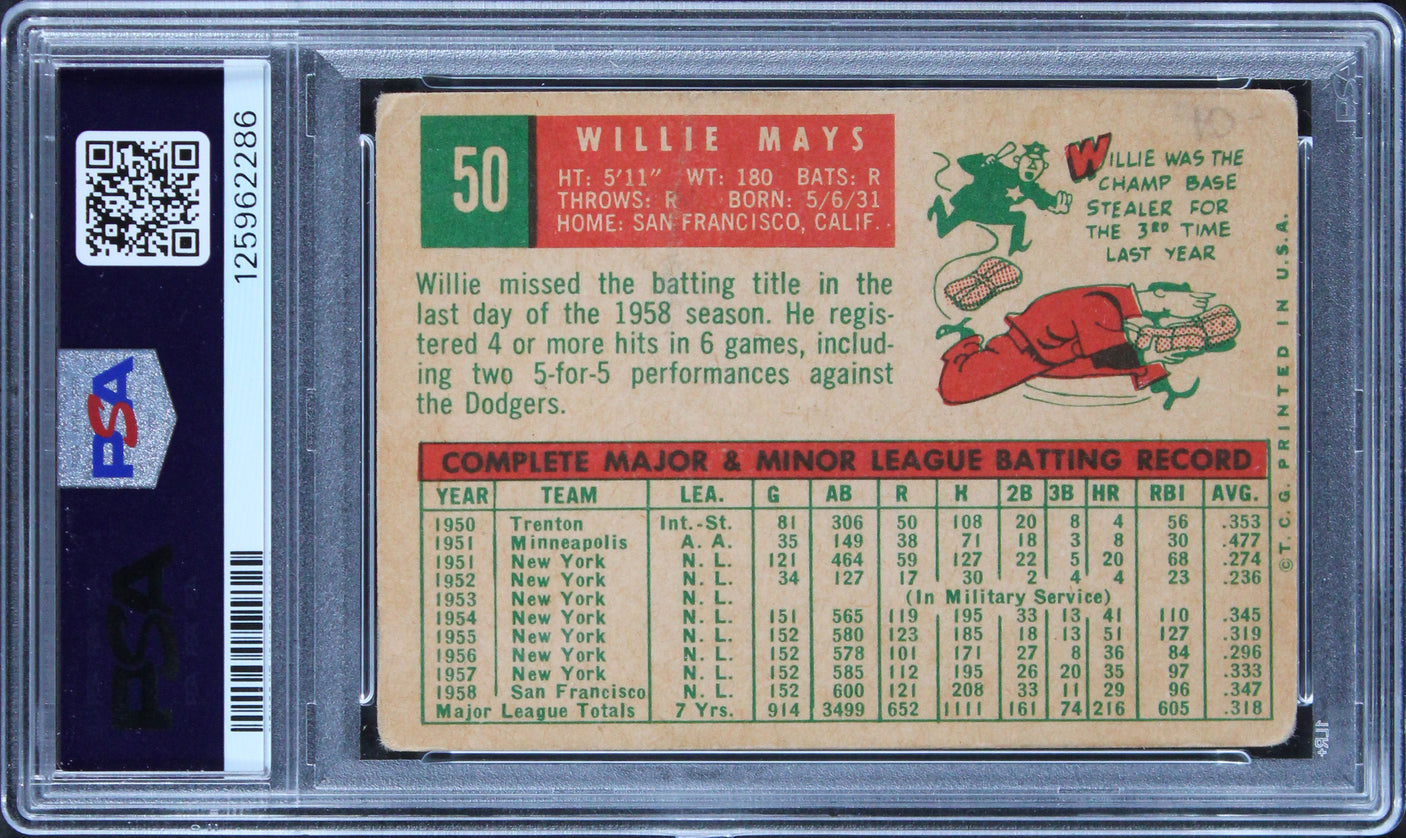 125962286
PSA
PSA
50
WILLIE MAYS
HT: 5'11" WT: 180 BATS: R
THROWS: R BORN: 5/6/31
HOME: SAN FRANCISCO, CALIF.
WILLIE WAS THE
CHAMP BASE
STEALER FOR
THE 3RD TIME
LAST YEAR
Willie missed the batting title in the
last day of the 1958 season. He regis-
tered 4 or more hits in 6 games, includ-
ing two 5-for-5 performances against
the Dodgers.
COMPLETE MAJOR & MINOR LEAGUE BATTING RECORD
YEAR TEAM LEA. G AB R H 2B 3B HR RBI AVG.
1950 Trenton Int.-St. 81 306 50 108 20 8 4 56 .353
1951 Minneapolis A. A. 35 149 38 71 18 3 8 30 .477
1951 New York N. L. 121 464 59 127 22 5 20 68 .274
1952 New York N. L. 34 127 17 30 2 4 4 23 .236
1953 New York N. L. (In Military Service)
1954 New York N. L. 151 565 119 195 33 13 41 110 .345
1955 New York N. L. 152 580 123 185 18 13 51 127 .319
1956 New York N. L. 152 578 101 171 27 8 36 84 .296
1957 New York N. L. 152 585 112 195 26 20 35 97 .333
1958 San Francisco N. L. 152 600 121 208 33 11 29 96 .347
Major League Totals 7 Yrs. 914 3499 652 1111 161 74 216 605 .318
©T. C. G. PRINTED IN U.S.A.
PSA